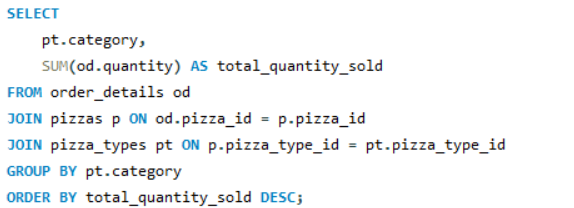 SELECT
    pt.category,
    SUM(od.quantity) AS total_quantity_sold
FROM order_details od
JOIN pizzas p ON od.pizza_id = p.pizza_id
JOIN pizza_types pt ON p.pizza_type_id = pt.pizza_type_id
GROUP BY pt.category
ORDER BY total_quantity_sold DESC;